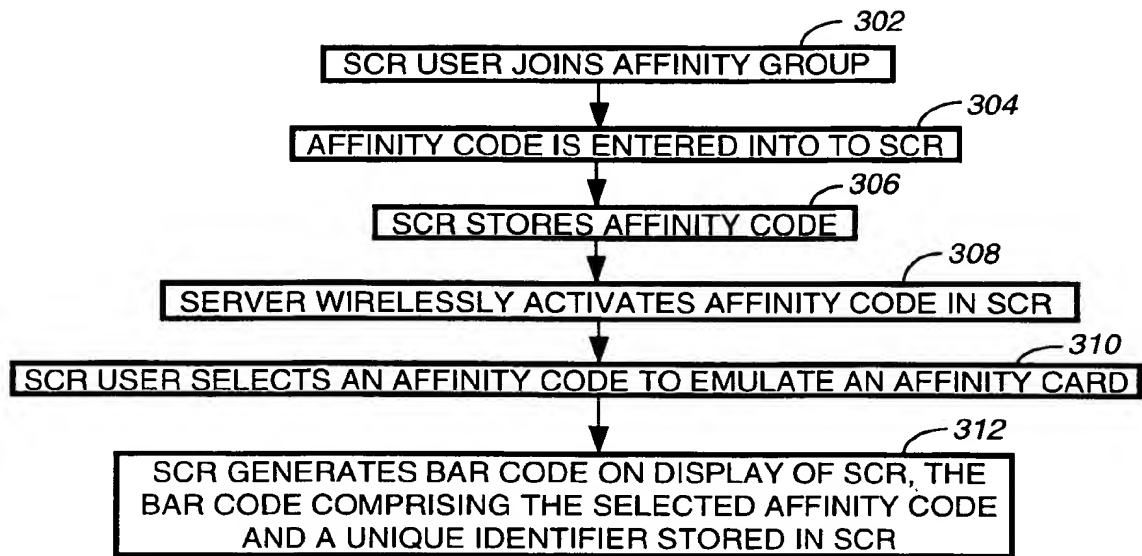 302
SCR USER JOINS AFFINITY GROUP
304
AFFINITY CODE IS ENTERED INTO TO SCR
306
SCR STORES AFFINITY CODE
308
SERVER WIRELESSLY ACTIVATES AFFINITY CODE IN SCR
310
SCR USER SELECTS AN AFFINITY CODE TO EMULATE AN AFFINITY CARD
312
SCR GENERATES BAR CODE ON DISPLAY OF SCR, THE
BAR CODE COMPRISING THE SELECTED AFFINITY CODE
AND A UNIQUE IDENTIFIER STORED IN SCR